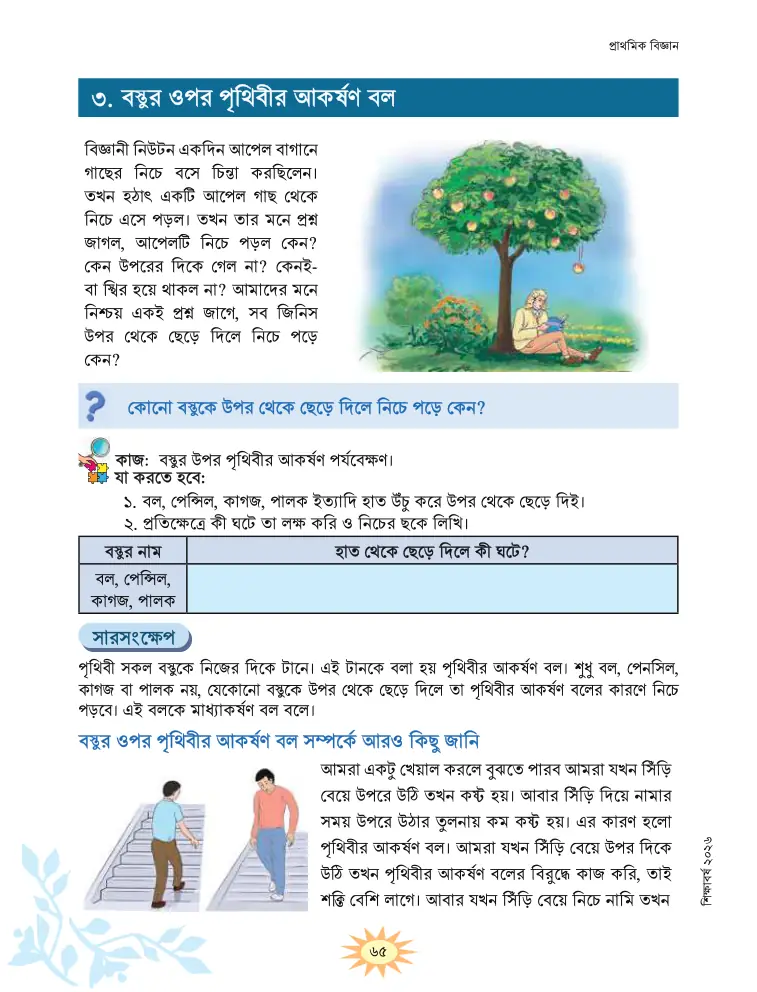 প্রাথমিক বিজ্ঞান
৩. বস্তুর ওপর পৃথিবীর আকর্ষণ বল
বিজ্ঞানী নিউটন একদিন আপেল বাগানে
গাছের নিচে বসে চিন্তা করছিলেন।
তখন হঠাৎ একটি আপেল গাছ থেকে
নিচে এসে পড়ল। তখন তার মনে প্রশ্ন
জাগল, আপেলটি নিচে পড়ল কেন?
কেন উপরের দিকে গেল না? কেনই-
বা স্থির হয়ে থাকল না? আমাদের মনে
নিশ্চয় একই প্রশ্ন জাগে, সব জিনিস
উপর থেকে ছেড়ে দিলে নিচে পড়ে
কেন?
? কোনো বস্তুকে উপর থেকে ছেড়ে দিলে নিচে পড়ে কেন?
কাজ: বস্তুর উপর পৃথিবীর আকর্ষণ পর্যবেক্ষণ।
যা করতে হবে:
১. বল, পেন্সিল, কাগজ, পালক ইত্যাদি হাত উঁচু করে উপর থেকে ছেড়ে দিই।
২. প্রতিক্ষেত্রে কী ঘটে তা লক্ষ করি ও নিচের ছকে লিখি।
বস্তুর নাম হাত থেকে ছেড়ে দিলে কী ঘটে?
বল, পেন্সিল,
কাগজ, পালক
সারসংক্ষেপ
পৃথিবী সকল বস্তুকে নিজের দিকে টানে। এই টানকে বলা হয় পৃথিবীর আকর্ষণ বল। শুধু বল, পেনসিল,
কাগজ বা পালক নয়, যেকোনো বস্তুকে উপর থেকে ছেড়ে দিলে তা পৃথিবীর আকর্ষণ বলের কারণে নিচে
পড়বে। এই বলকে মাধ্যাকর্ষণ বল বলে।
বস্তুর ওপর পৃথিবীর আকর্ষণ বল সম্পর্কে আরও কিছু জানি
আমরা একটু খেয়াল করলে বুঝতে পারব আমরা যখন সিঁড়ি
বেয়ে উপরে উঠি তখন কষ্ট হয়। আবার সিঁড়ি দিয়ে নামার
সময় উপরে উঠার তুলনায় কম কষ্ট হয়। এর কারণ হলো
পৃথিবীর আকর্ষণ বল। আমরা যখন সিঁড়ি বেয়ে উপর দিকে
উঠি তখন পৃথিবীর আকর্ষণ বলের বিরুদ্ধে কাজ করি, তাই
শক্তি বেশি লাগে। আবার যখন সিঁড়ি বেয়ে নিচে নামি তখন
শিক্ষাবর্ষ ২০২৬
৬৫